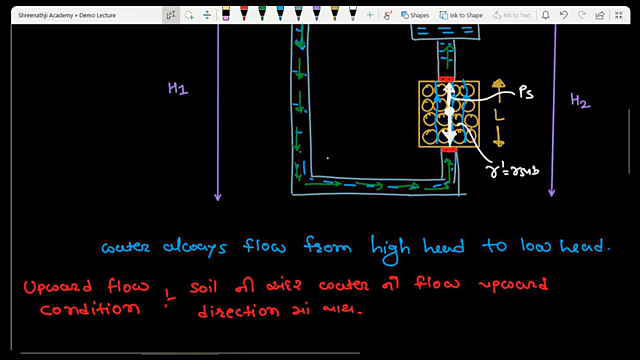 Shreenathji Academy » Demo Lecture
Shapes
Ink to Shape
Ink to Text
H1
Ps
L
H2
γ'=γsub
water always flow from high head to low head.
Upward flow condition :- soil ની અંદર water નો flow upward
direction માં થાય.